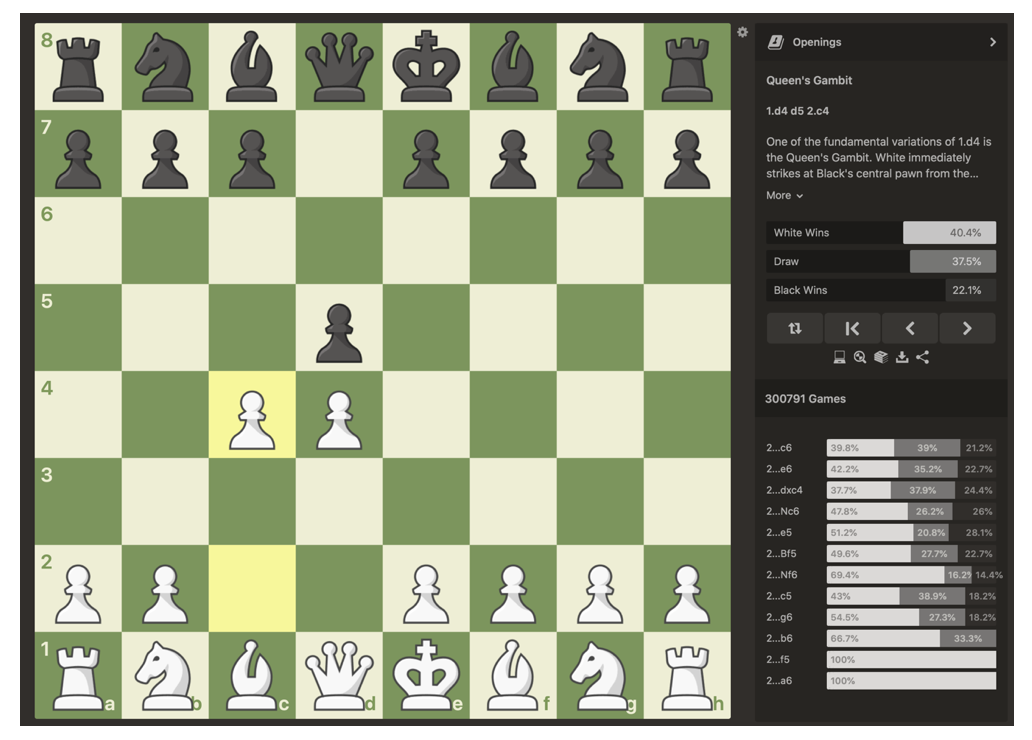 8
7
6
5
4
3
2
1
a
b
c
d
e
f
g
h
Openings
Queen's Gambit
1.d4 d5 2.c4
One of the fundamental variations of 1.d4 is
the Queen's Gambit. White immediately
strikes at Black's central pawn from the...
More
White Wins 40.4%
Draw 37.5%
Black Wins 22.1%
300791 Games
2...c6 39.8% 39% 21.2%
2...e6 42.2% 35.2% 22.7%
2...dxc4 37.7% 37.9% 24.4%
2...Nc6 47.8% 26.2% 26%
2...e5 51.2% 20.8% 28.1%
2...Bf5 49.6% 27.7% 22.7%
2...Nf6 69.4% 16.2% 14.4%
2...c5 43% 38.9% 18.2%
2...g6 54.5% 27.3% 18.2%
2...b6 66.7% 33.3%
2...f5 100%
2...a6 100%